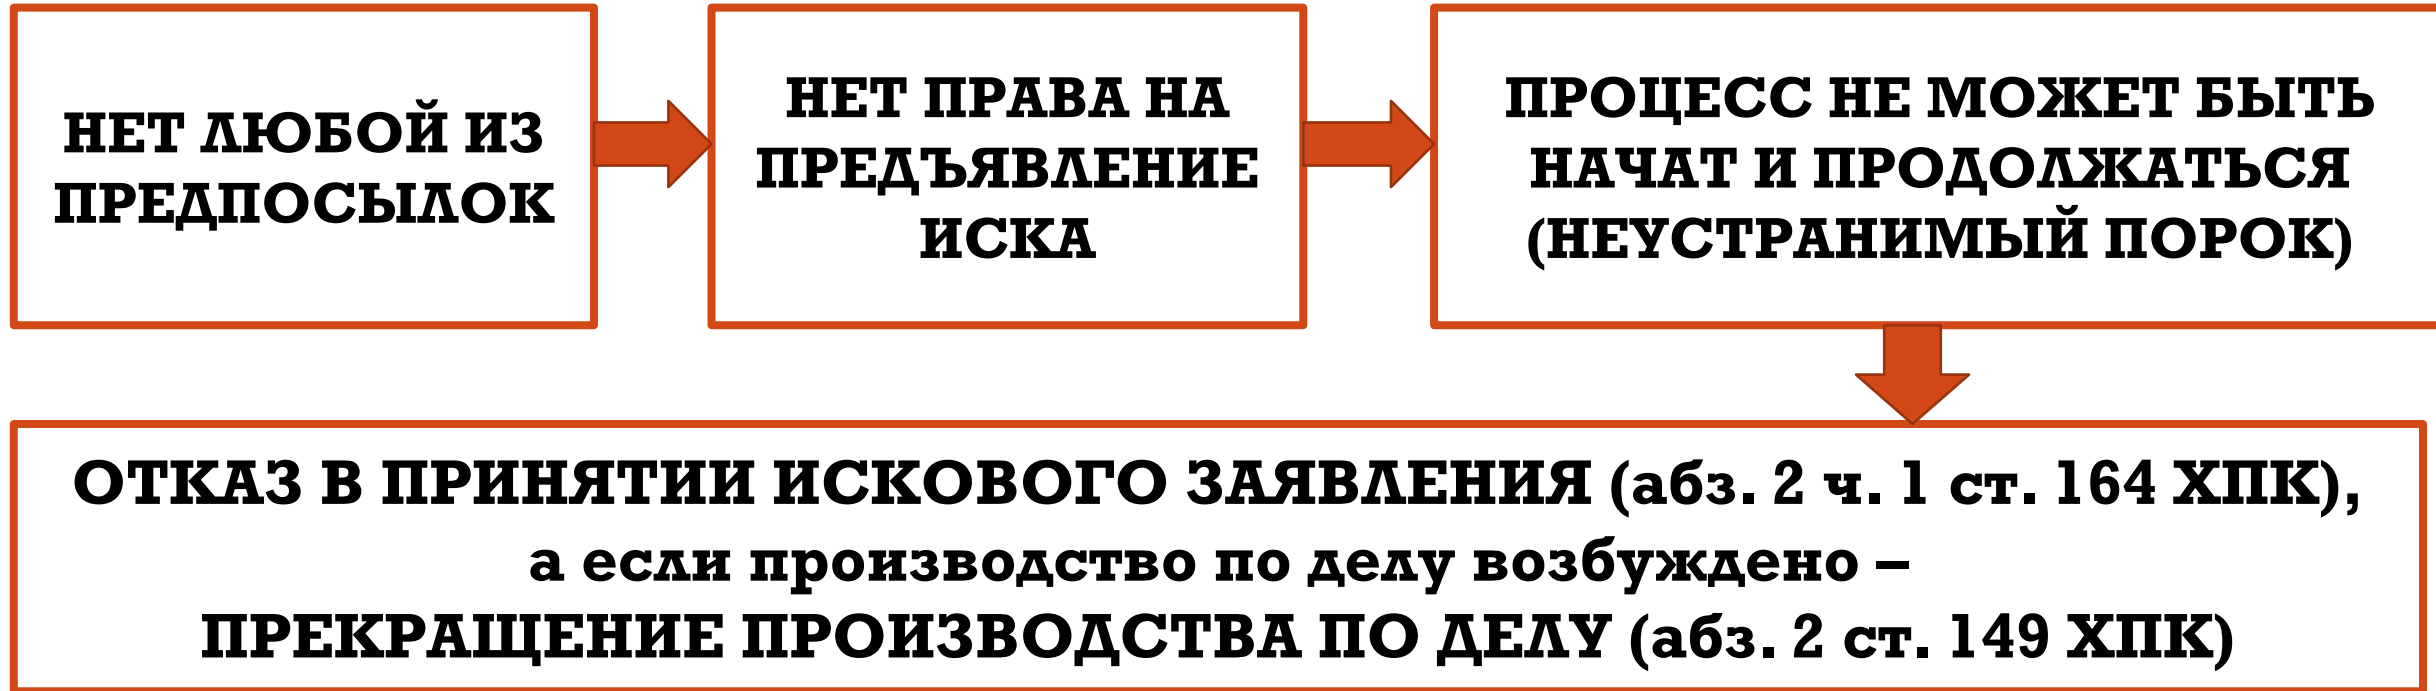 НЕТ ЛЮБОЙ ИЗ
ПРЕДПОСЫЛОК
НЕТ ПРАВА НА
ПРЕДЪЯВЛЕНИЕ
ИСКА
ПРОЦЕСС НЕ МОЖЕТ БЫТЬ
НАЧАТ И ПРОДОЛЖАТЬСЯ
(НЕУСТРАНИМЫЙ ПОРОК)
ОТКАЗ В ПРИНЯТИИ ИСКОВОГО ЗАЯВЛЕНИЯ (абз. 2 ч. 1 ст. 164 ХПК),
а если производство по делу возбуждено –
ПРЕКРАЩЕНИЕ ПРОИЗВОДСТВА ПО ДЕЛУ (абз. 2 ст. 149 ХПК)